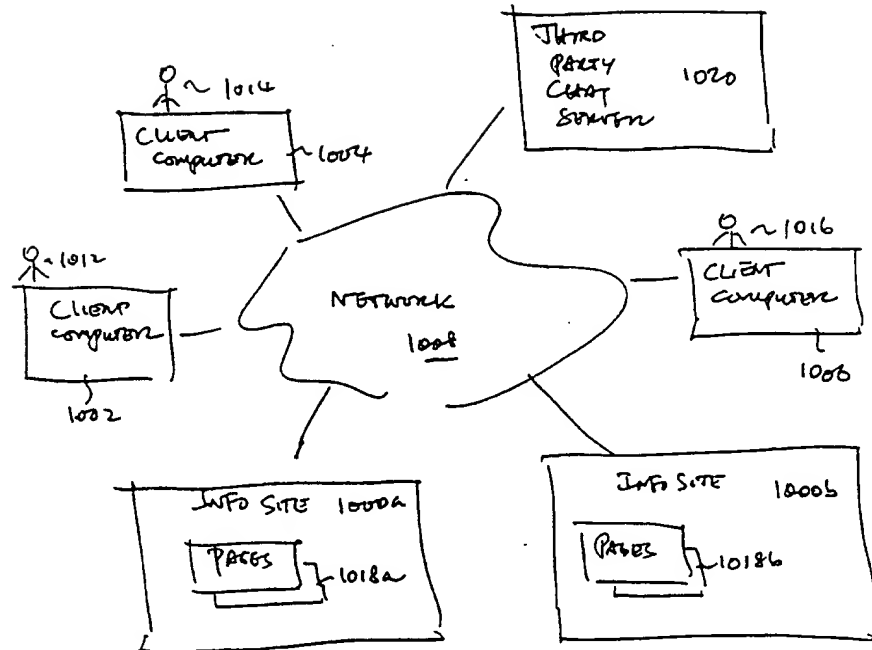 THIRD
PARTY
CHAT
SERVER
1020
1014
CLIENT
COMPUTER
1004
1012
CLIENT
COMPUTER
1002
NETWORK
1008
1016
CLIENT
COMPUTER
1006
INFO SITE 1000a
PAGES
1018a
INFO SITE 1000b
PAGES
1018b